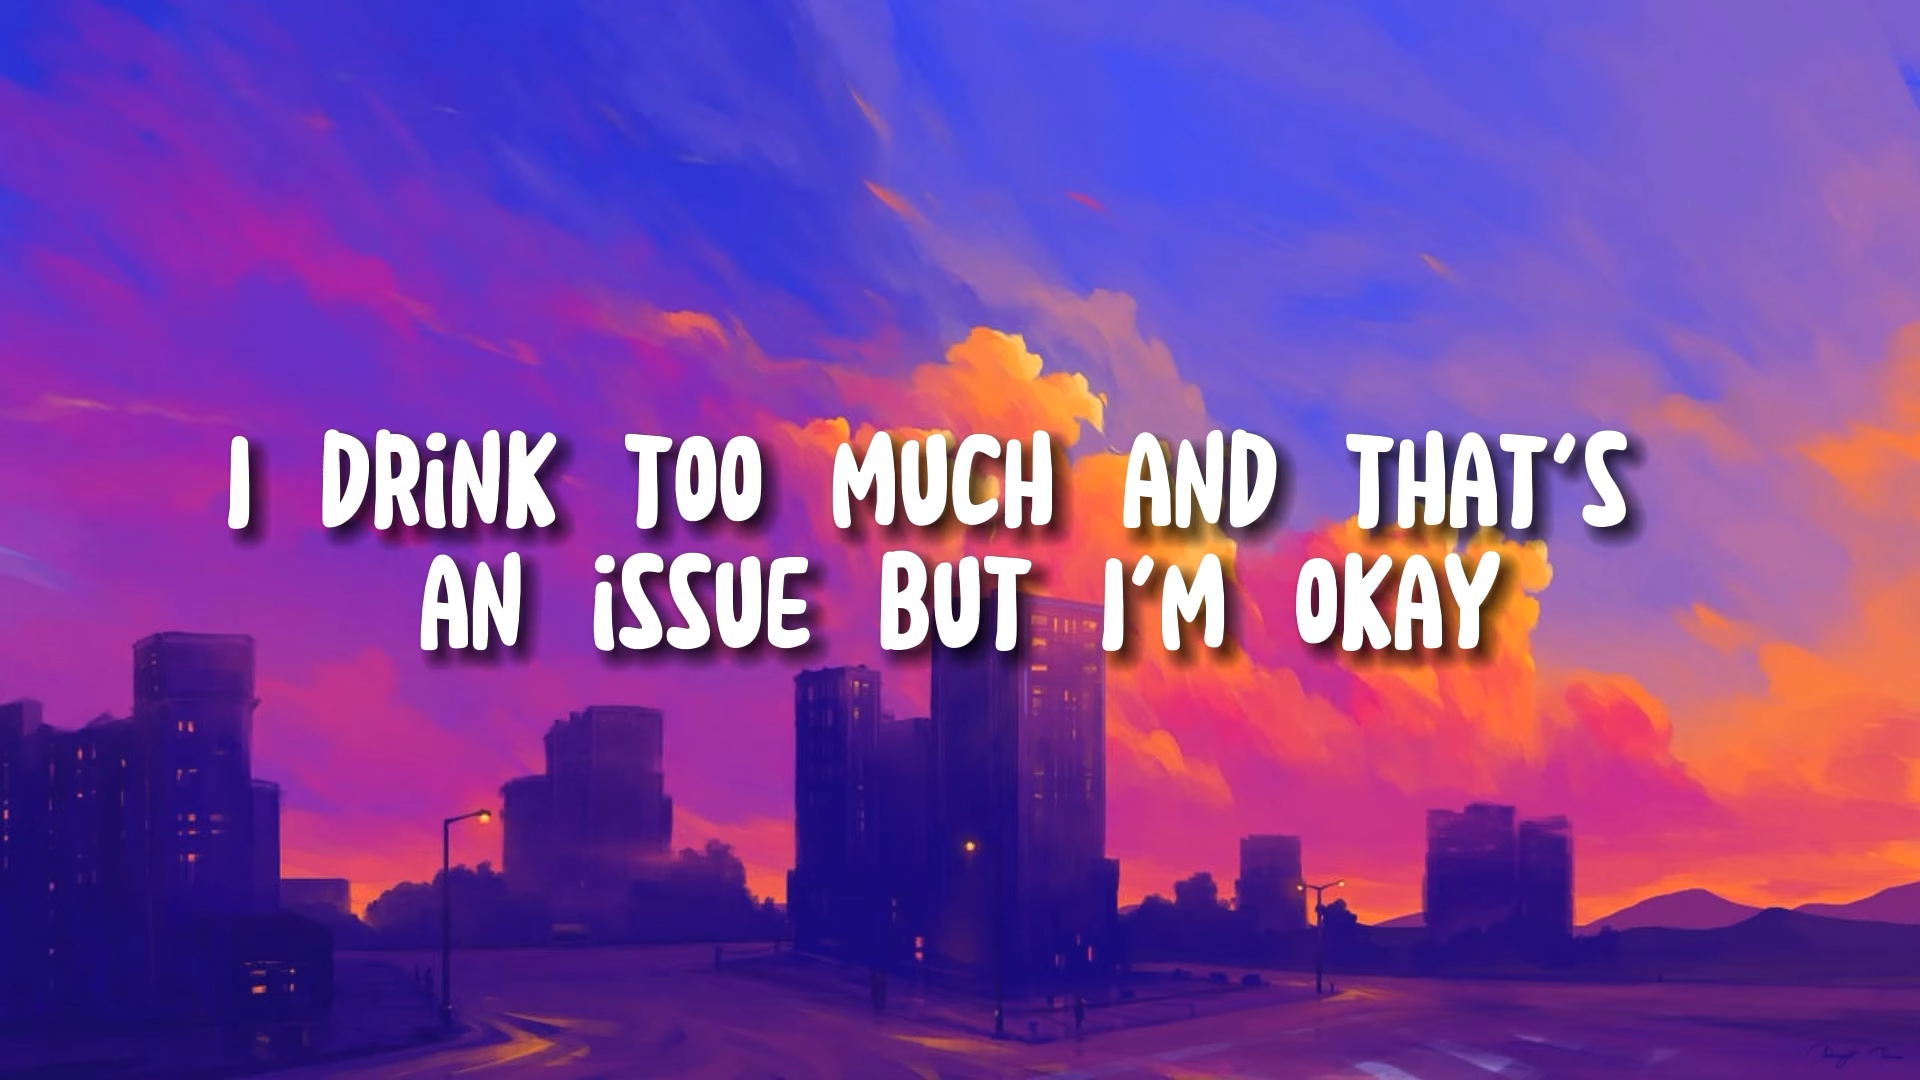 I DRiNK TOO MUCH AND THAT'S
AN iSSUE BUT I'M OKAY